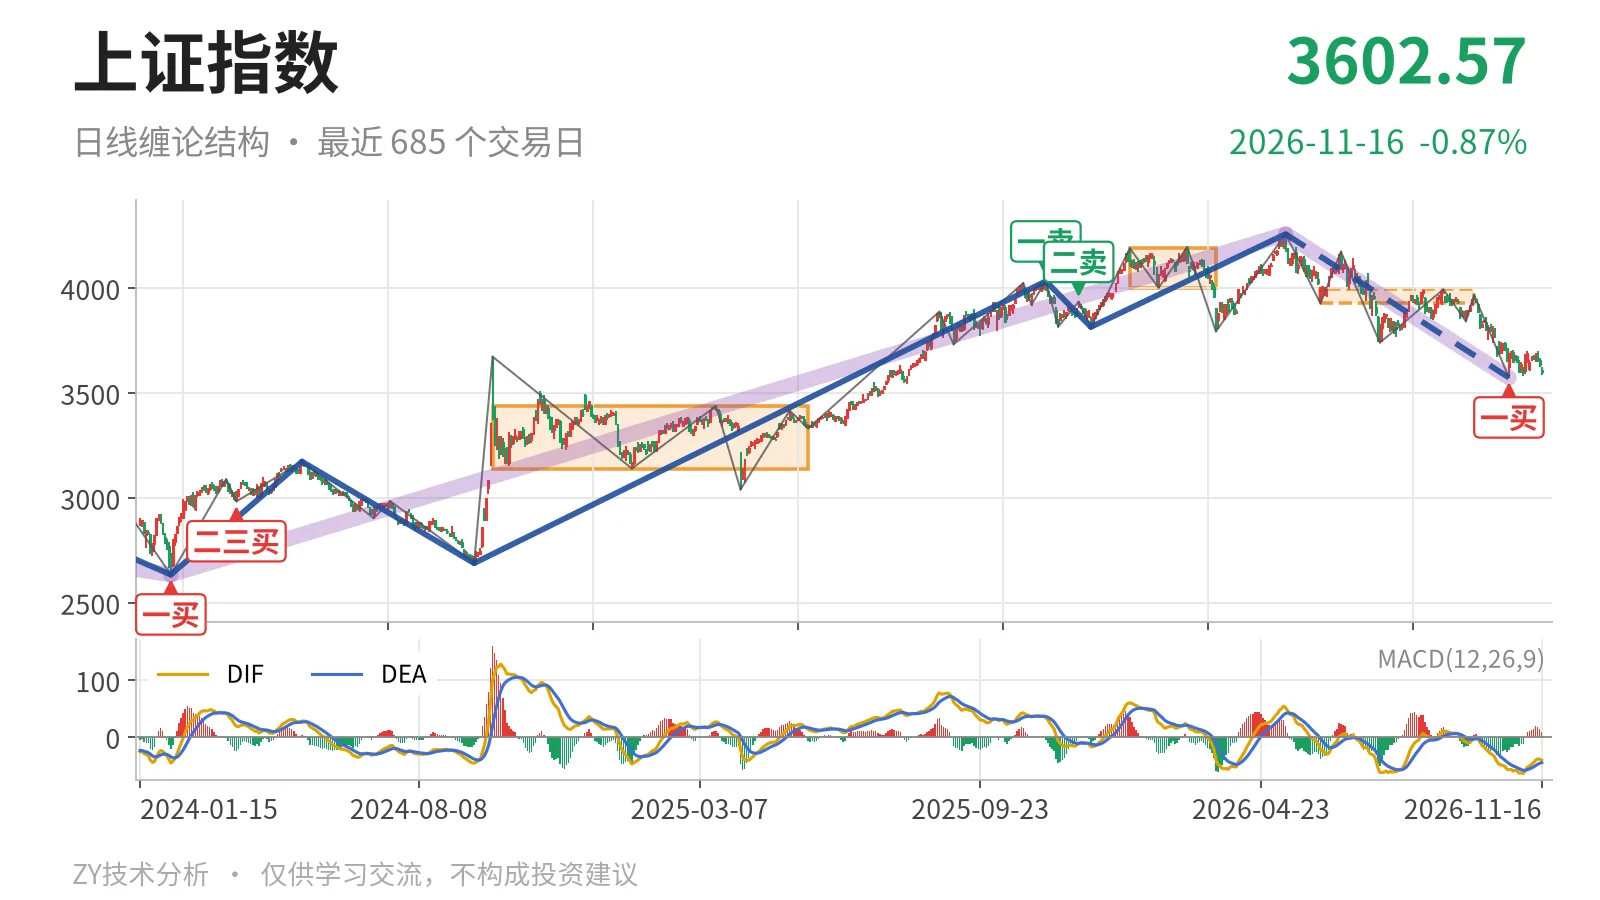 上证指数
3602.57
日线缠论结构 · 最近 685 个交易日
2026-11-16 -0.87%
一卖
二卖
4000
3500
一买
3000
二三买
2500
一买
DIF
DEA
MACD(12,26,9)
100
0
2024-01-15
2024-08-08
2025-03-07
2025-09-23
2026-04-23
2026-11-16
ZY技术分析 · 仅供学习交流，不构成投资建议